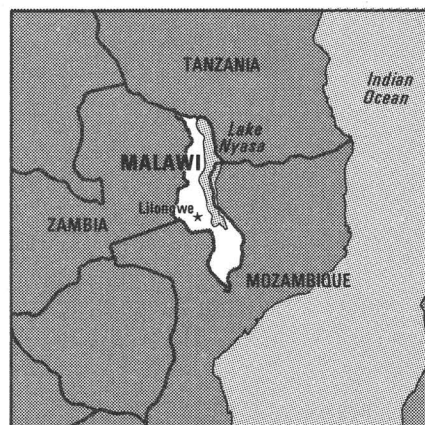 TANZANIA
Indian
Ocean
Lake
Nyasa
MALAWI
Lilongwe
ZAMBIA
MOZAMBIQUE